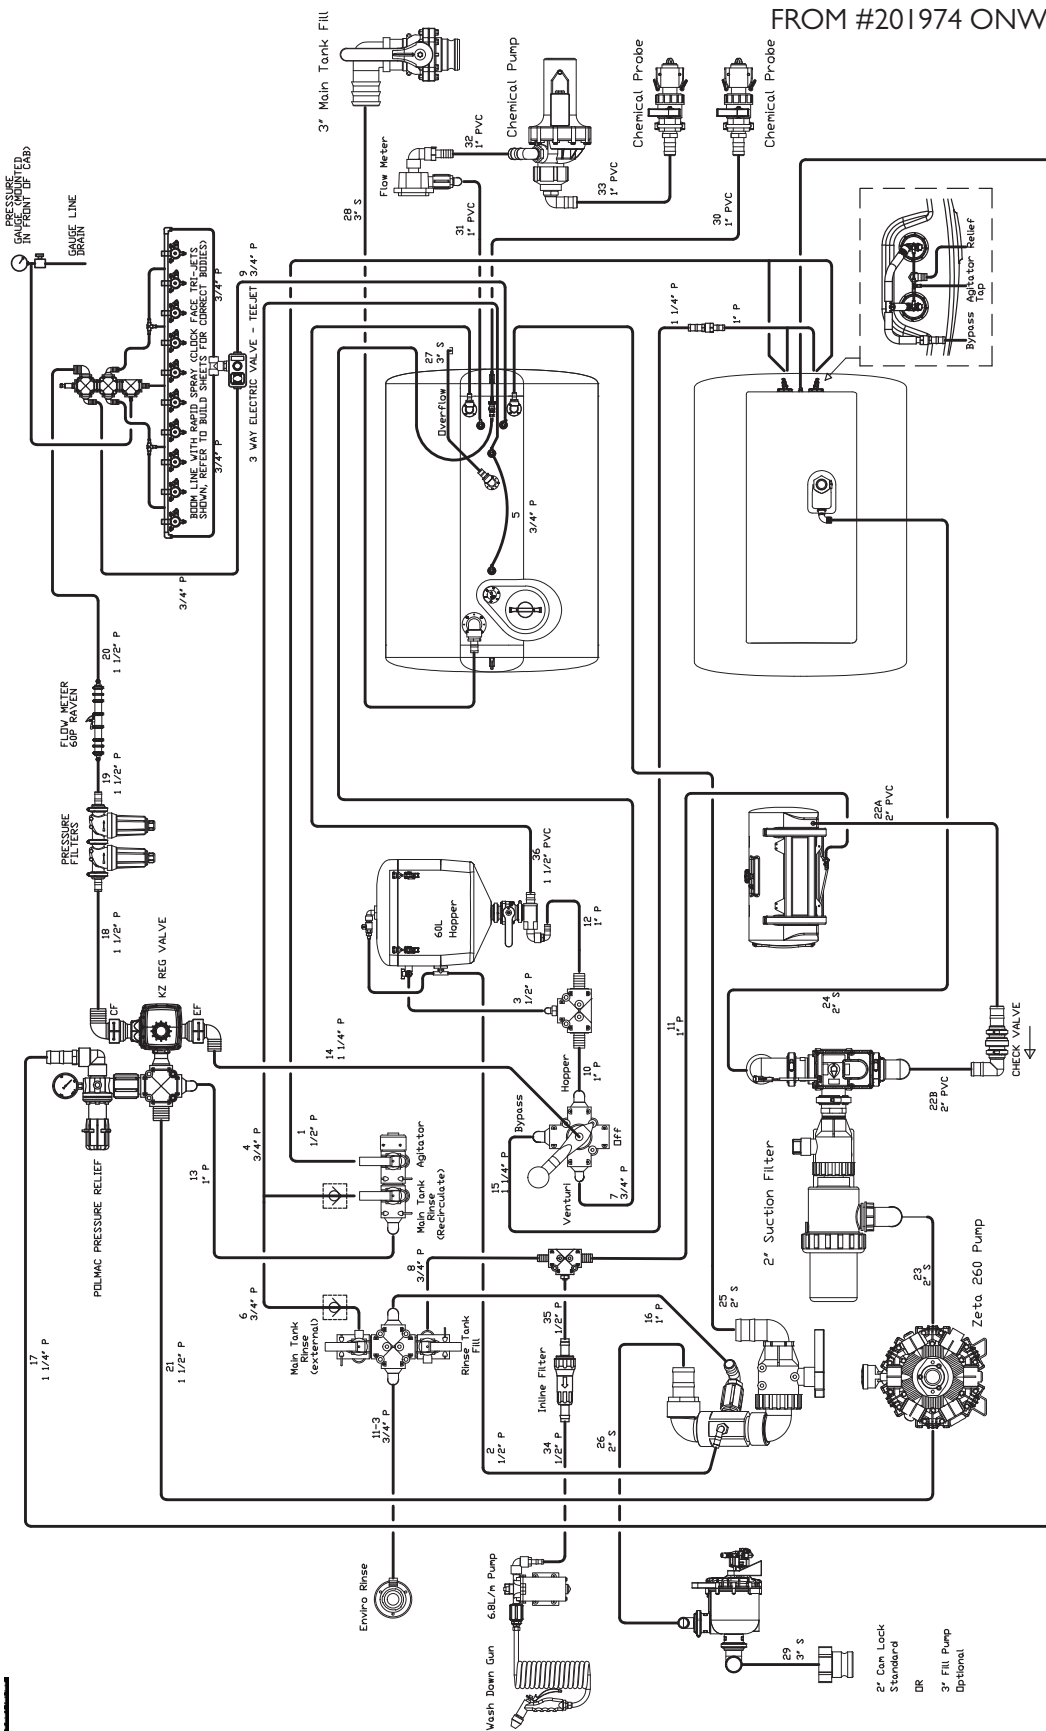 FROM #201974 ONW
PRESSURE
GAUGE (MOUNTED
IN FRONT OF CAB)
GAUGE LINE
DRAIN
BOOM LINE WITH RAPID SPRAY (CLOCK FACE TRI-JETS
SHOWN, REFER TO BUILD SHEETS FOR CORRECT BODIES)
3/4" P
3/4" P
9
3/4" P
3 WAY ELECTRIC VALVE - TEEJET
3/4" P
20
1 1/2" P
FLOW METER
60P RAVEN
19
1 1/2" P
PRESSURE
FILTERS
18
1 1/2" P
KZ REG VALVE
CF
EF
POLMAC PRESSURE RELIEF
17
1 1/4" P
21
1 1/2" P
13
1" P
14
1 1/4" P
4
3/4" P
1
1/2" P
6
3/4" P
3" Main Tank Fill
28
3" S
Flow Meter
32
1" PVC
31
1" PVC
Chemical Pump
33
1" PVC
Chemical Probe
30
1" PVC
Chemical Probe
27
3" S
Overflow
5
3/4" P
1 1/4" P
1" P
Bypass Agitator Relief
Tap
60L
Hopper
36
1 1/2" PVC
12
1" P
3
1/2" P
Hopper
10
1" P
11
1" P
Bypass
Off
Venturi
15
1 1/4" P
7
3/4" P
Agitator
Main Tank
Rinse
(Recirculate)
8
3/4" P
Main Tank
Rinse
(external)
Rinse Tank
Fill
11-3
3/4" P
2
1/2" P
35
1/2" P
Inline Filter
34
1/2" P
16
1" P
25
2" S
26
2" S
22A
2" PVC
24
2" S
22B
2" PVC
CHECK VALVE
2" Suction Filter
23
2" S
Zeta 260 Pump
Enviro Rinse
6.8L/m Pump
Wash Down Gun
29
3" S
2" Cam Lock
Standard
OR
3" Fill Pump
Optional